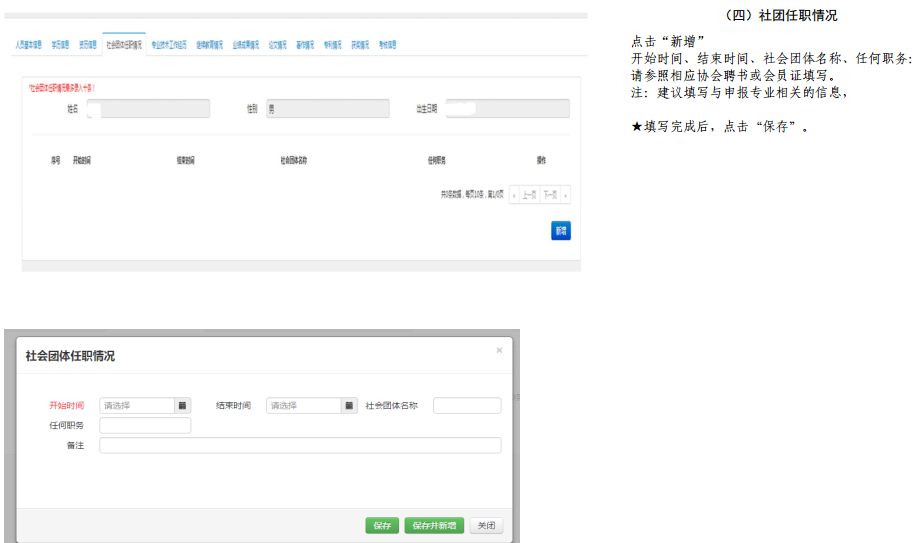 （四）社团任职情况
点击“新增”
开始时间、结束时间、社会团体名称、任何职务:
请参照相应协会聘书或会员证填写。
注: 建议填写与申报专业相关的信息，
★填写完成后，点击“保存”。
人员基本信息 学历信息 资历信息 社会团体任职情况 专业技术工作经历 继续教育情况 业绩成果情况 论文情况 著作情况 专利情况 获奖情况 考核信息
*社会团体任职情况最多录入十条！
姓名 性别 男 出生日期
序号 开始时间 结束时间 社会团体名称 任何职务 操作
共0条数据，每页10条，第1/0页 « 上一页 下一页 »
新增
社会团体任职情况 ×
开始时间 请选择 结束时间 请选择 社会团体名称
任何职务
备注
保存 保存并新增 关闭